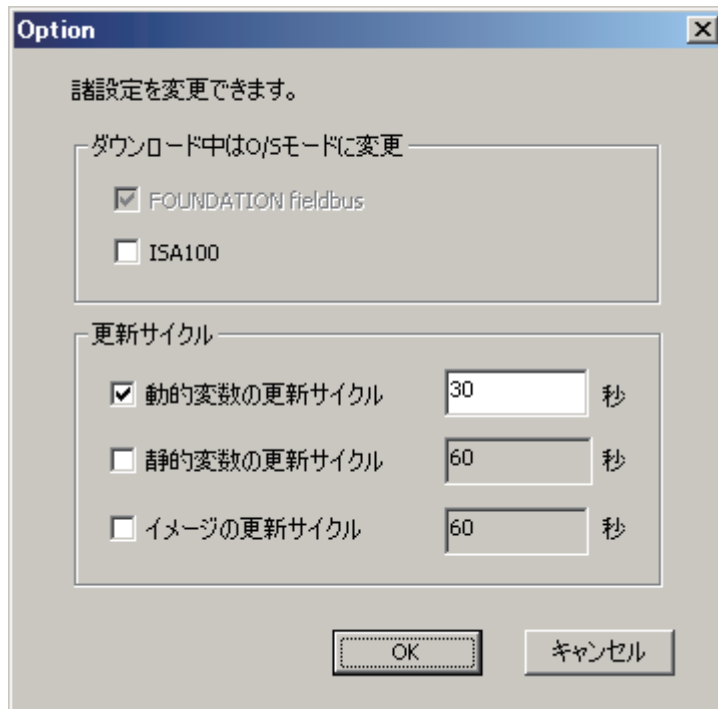 Option
諸設定を変更できます。
ダウンロード中はO/Sモードに変更
FOUNDATION fieldbus
ISA100
更新サイクル
動的変数の更新サイクル 30 秒
静的変数の更新サイクル 60 秒
イメージの更新サイクル 60 秒
OK キャンセル